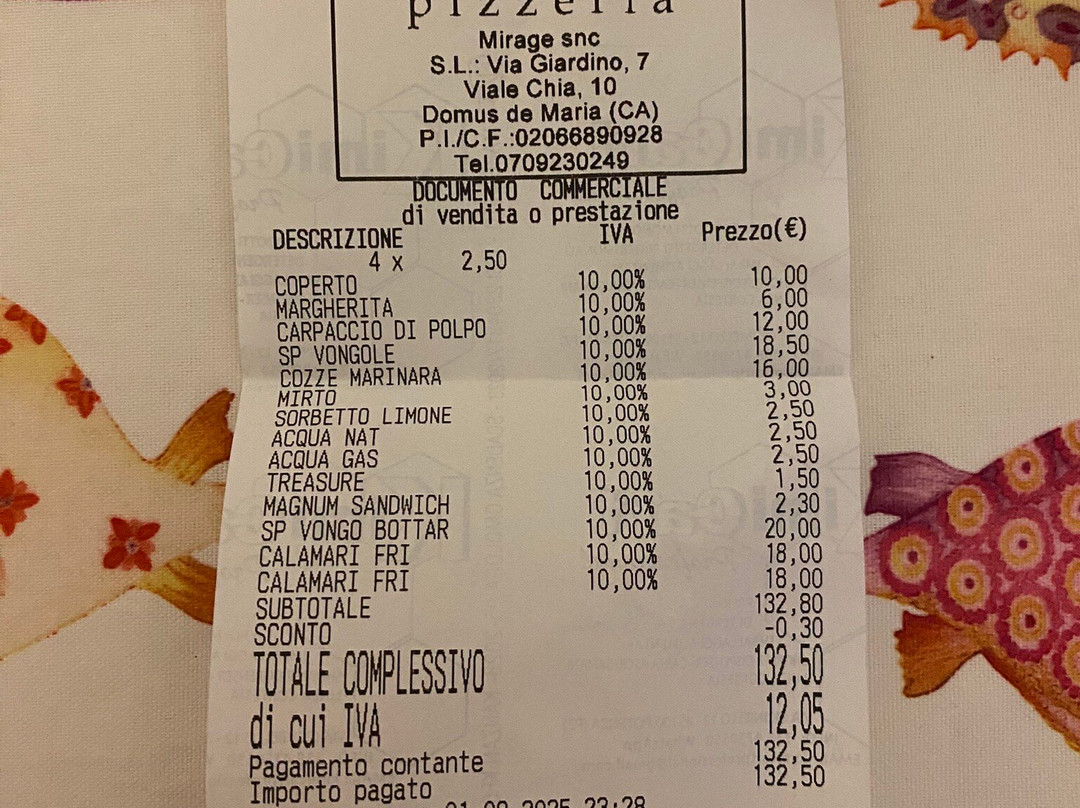 pizzeria
Mirage snc
S.L.: Via Giardino, 7
Viale Chia, 10
Domus de Maria (CA)
P.I./C.F.:02066890928
Tel.0709230249
DOCUMENTO COMMERCIALE
di vendita o prestazione
DESCRIZIONE IVA Prezzo(€)
4 x 2,50
COPERTO 10,00% 10,00
MARGHERITA 10,00% 6,00
CARPACCIO DI POLPO 10,00% 12,00
SP VONGOLE 10,00% 18,50
COZZE MARINARA 10,00% 16,00
MIRTO 10,00% 3,00
SORBETTO LIMONE 10,00% 2,50
ACQUA NAT 10,00% 2,50
ACQUA GAS 10,00% 2,50
TREASURE 10,00% 1,50
MAGNUM SANDWICH 10,00% 2,30
SP VONGO BOTTAR 10,00% 20,00
CALAMARI FRI 10,00% 18,00
CALAMARI FRI 10,00% 18,00
SUBTOTALE 132,80
SCONTO -0,30
TOTALE COMPLESSIVO 132,50
di cui IVA 12,05
Pagamento contante 132,50
Importo pagato 132,50
2025 23:28